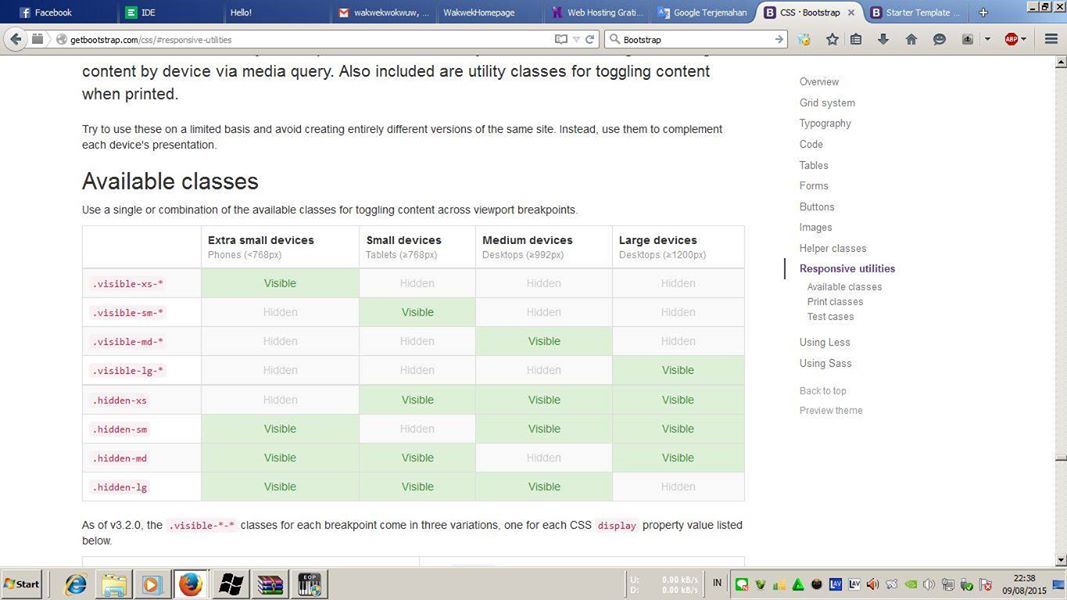 Facebook IDE Hello! wakwekwokwuw, ... WakwekHomepage Web Hosting Grati... Google Terjemahan CSS · Bootstrap Starter Template ...
getbootstrap.com/css/#responsive-utilities Bootstrap ABP
content by device via media query. Also included are utility classes for toggling content
when printed.
Try to use these on a limited basis and avoid creating entirely different versions of the same site. Instead, use them to complement
each device's presentation.
Available classes
Use a single or combination of the available classes for toggling content across viewport breakpoints.
Extra small devices Small devices Medium devices Large devices
Phones (<768px) Tablets (≥768px) Desktops (≥992px) Desktops (≥1200px)
.visible-xs-* Visible Hidden Hidden Hidden
.visible-sm-* Hidden Visible Hidden Hidden
.visible-md-* Hidden Hidden Visible Hidden
.visible-lg-* Hidden Hidden Hidden Visible
.hidden-xs Hidden Visible Visible Visible
.hidden-sm Visible Hidden Visible Visible
.hidden-md Visible Visible Hidden Visible
.hidden-lg Visible Visible Visible Hidden
As of v3.2.0, the .visible-*-* classes for each breakpoint come in three variations, one for each CSS display property value listed
below.
Overview
Grid system
Typography
Code
Tables
Forms
Buttons
Images
Helper classes
Responsive utilities
Available classes
Print classes
Test cases
Using Less
Using Sass
Back to top
Preview theme
Start U: 0.00 kB/s IN LAV LAV 22:38
D: 0.00 kB/s 09/08/2015